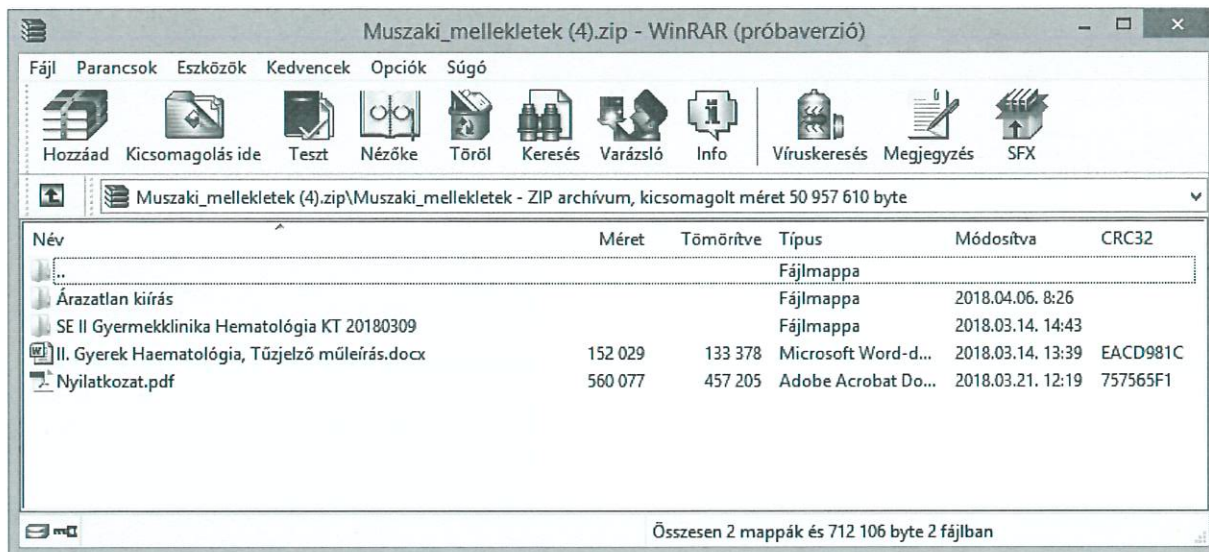 Muszaki_mellekletek (4).zip - WinRAR (próbaverzió)
Fájl Parancsok Eszközök Kedvencek Opciók Súgó
Hozzáad Kicsomagolás ide Teszt Nézőke Töröl Keresés Varázsló Info Víruskeresés Megjegyzés SFX
Muszaki_mellekletek (4).zip\Muszaki_mellekletek - ZIP archívum, kicsomagolt méret 50 957 610 byte
Név Méret Tömörítve Típus Módosítva CRC32
.. Fájlmappa
Árazatlan kiírás Fájlmappa 2018.04.06. 8:26
SE II Gyermekklinika Hematológia KT 20180309 Fájlmappa 2018.03.14. 14:43
II. Gyerek Haematológia, Tűzjelző műleírás.docx 152 029 133 378 Microsoft Word-d... 2018.03.14. 13:39 EACD981C
Nyilatkozat.pdf 560 077 457 205 Adobe Acrobat Do... 2018.03.21. 12:19 757565F1
Összesen 2 mappák és 712 106 byte 2 fájlban